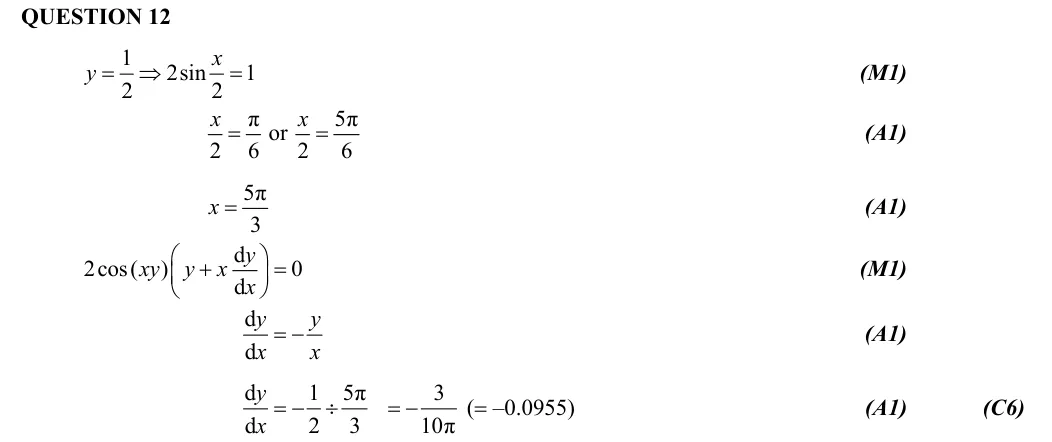 QUESTION 12
y = 1/2 ⇒ 2 sin x/2 = 1 (M1)
x/2 = π/6 or x/2 = 5π/6 (A1)
x = 5π/3 (A1)
2 cos (xy)(y + x dy/dx) = 0 (M1)
dy/dx = − y/x (A1)
dy/dx = − 1/2 ÷ 5π/3 = − 3/10π (= –0.0955) (A1) (C6)